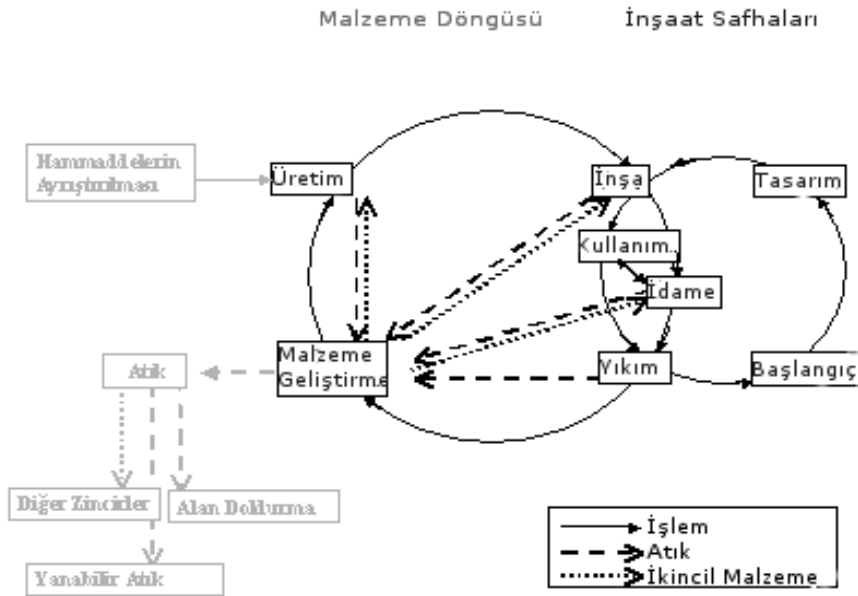 Malzeme Döngüsü
İnşaat Safhaları
Hammaddelerin
Ayrıştırılması
Üretim
İnşa
Tasarım
Kullanım
İdame
Malzeme
Geliştirme
Yıkım
Başlangıç
Atık
Diğer Zincirler
Alan Doldurma
Yanabilir Atık
İşlem
Atık
İkincil Malzeme